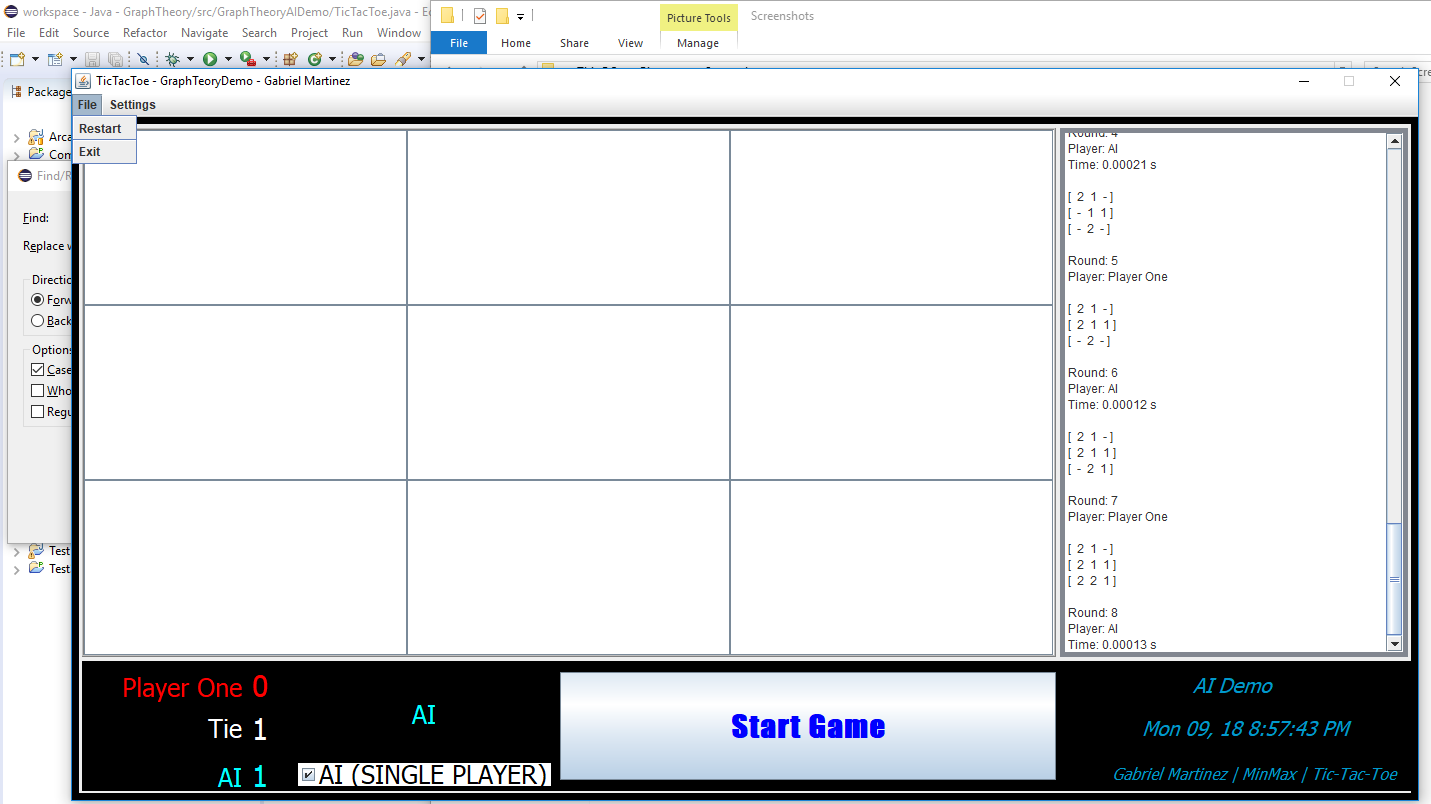 workspace - Java - GraphTheory/src/GraphTheoryAIDemo/TicTacToe.java - Ec
File Edit Source Refactor Navigate Search Project Run Window
Picture Tools
Screenshots
File Home Share View Manage
TicTacToe - GraphTeoryDemo - Gabriel Martinez
File Settings
Restart
Exit
Package
Arca
Com
Find/R
Find:
Replace w
Directio
Forw
Back
Options
Case
Who
Regu
Test
Test
Round: 4
Player: AI
Time: 0.00021 s
[ 2 1 - ]
[ - 1 1 ]
[ - 2 - ]
Round: 5
Player: Player One
[ 2 1 - ]
[ 2 1 1 ]
[ - 2 - ]
Round: 6
Player: AI
Time: 0.00012 s
[ 2 1 - ]
[ 2 1 1 ]
[ - 2 1 ]
Round: 7
Player: Player One
[ 2 1 - ]
[ 2 1 1 ]
[ 2 2 1 ]
Round: 8
Player: AI
Time: 0.00013 s
Player One 0
Tie 1
AI 1
AI
AI (SINGLE PLAYER)
Start Game
AI Demo
Mon 09, 18 8:57:43 PM
Gabriel Martinez | MinMax | Tic-Tac-Toe